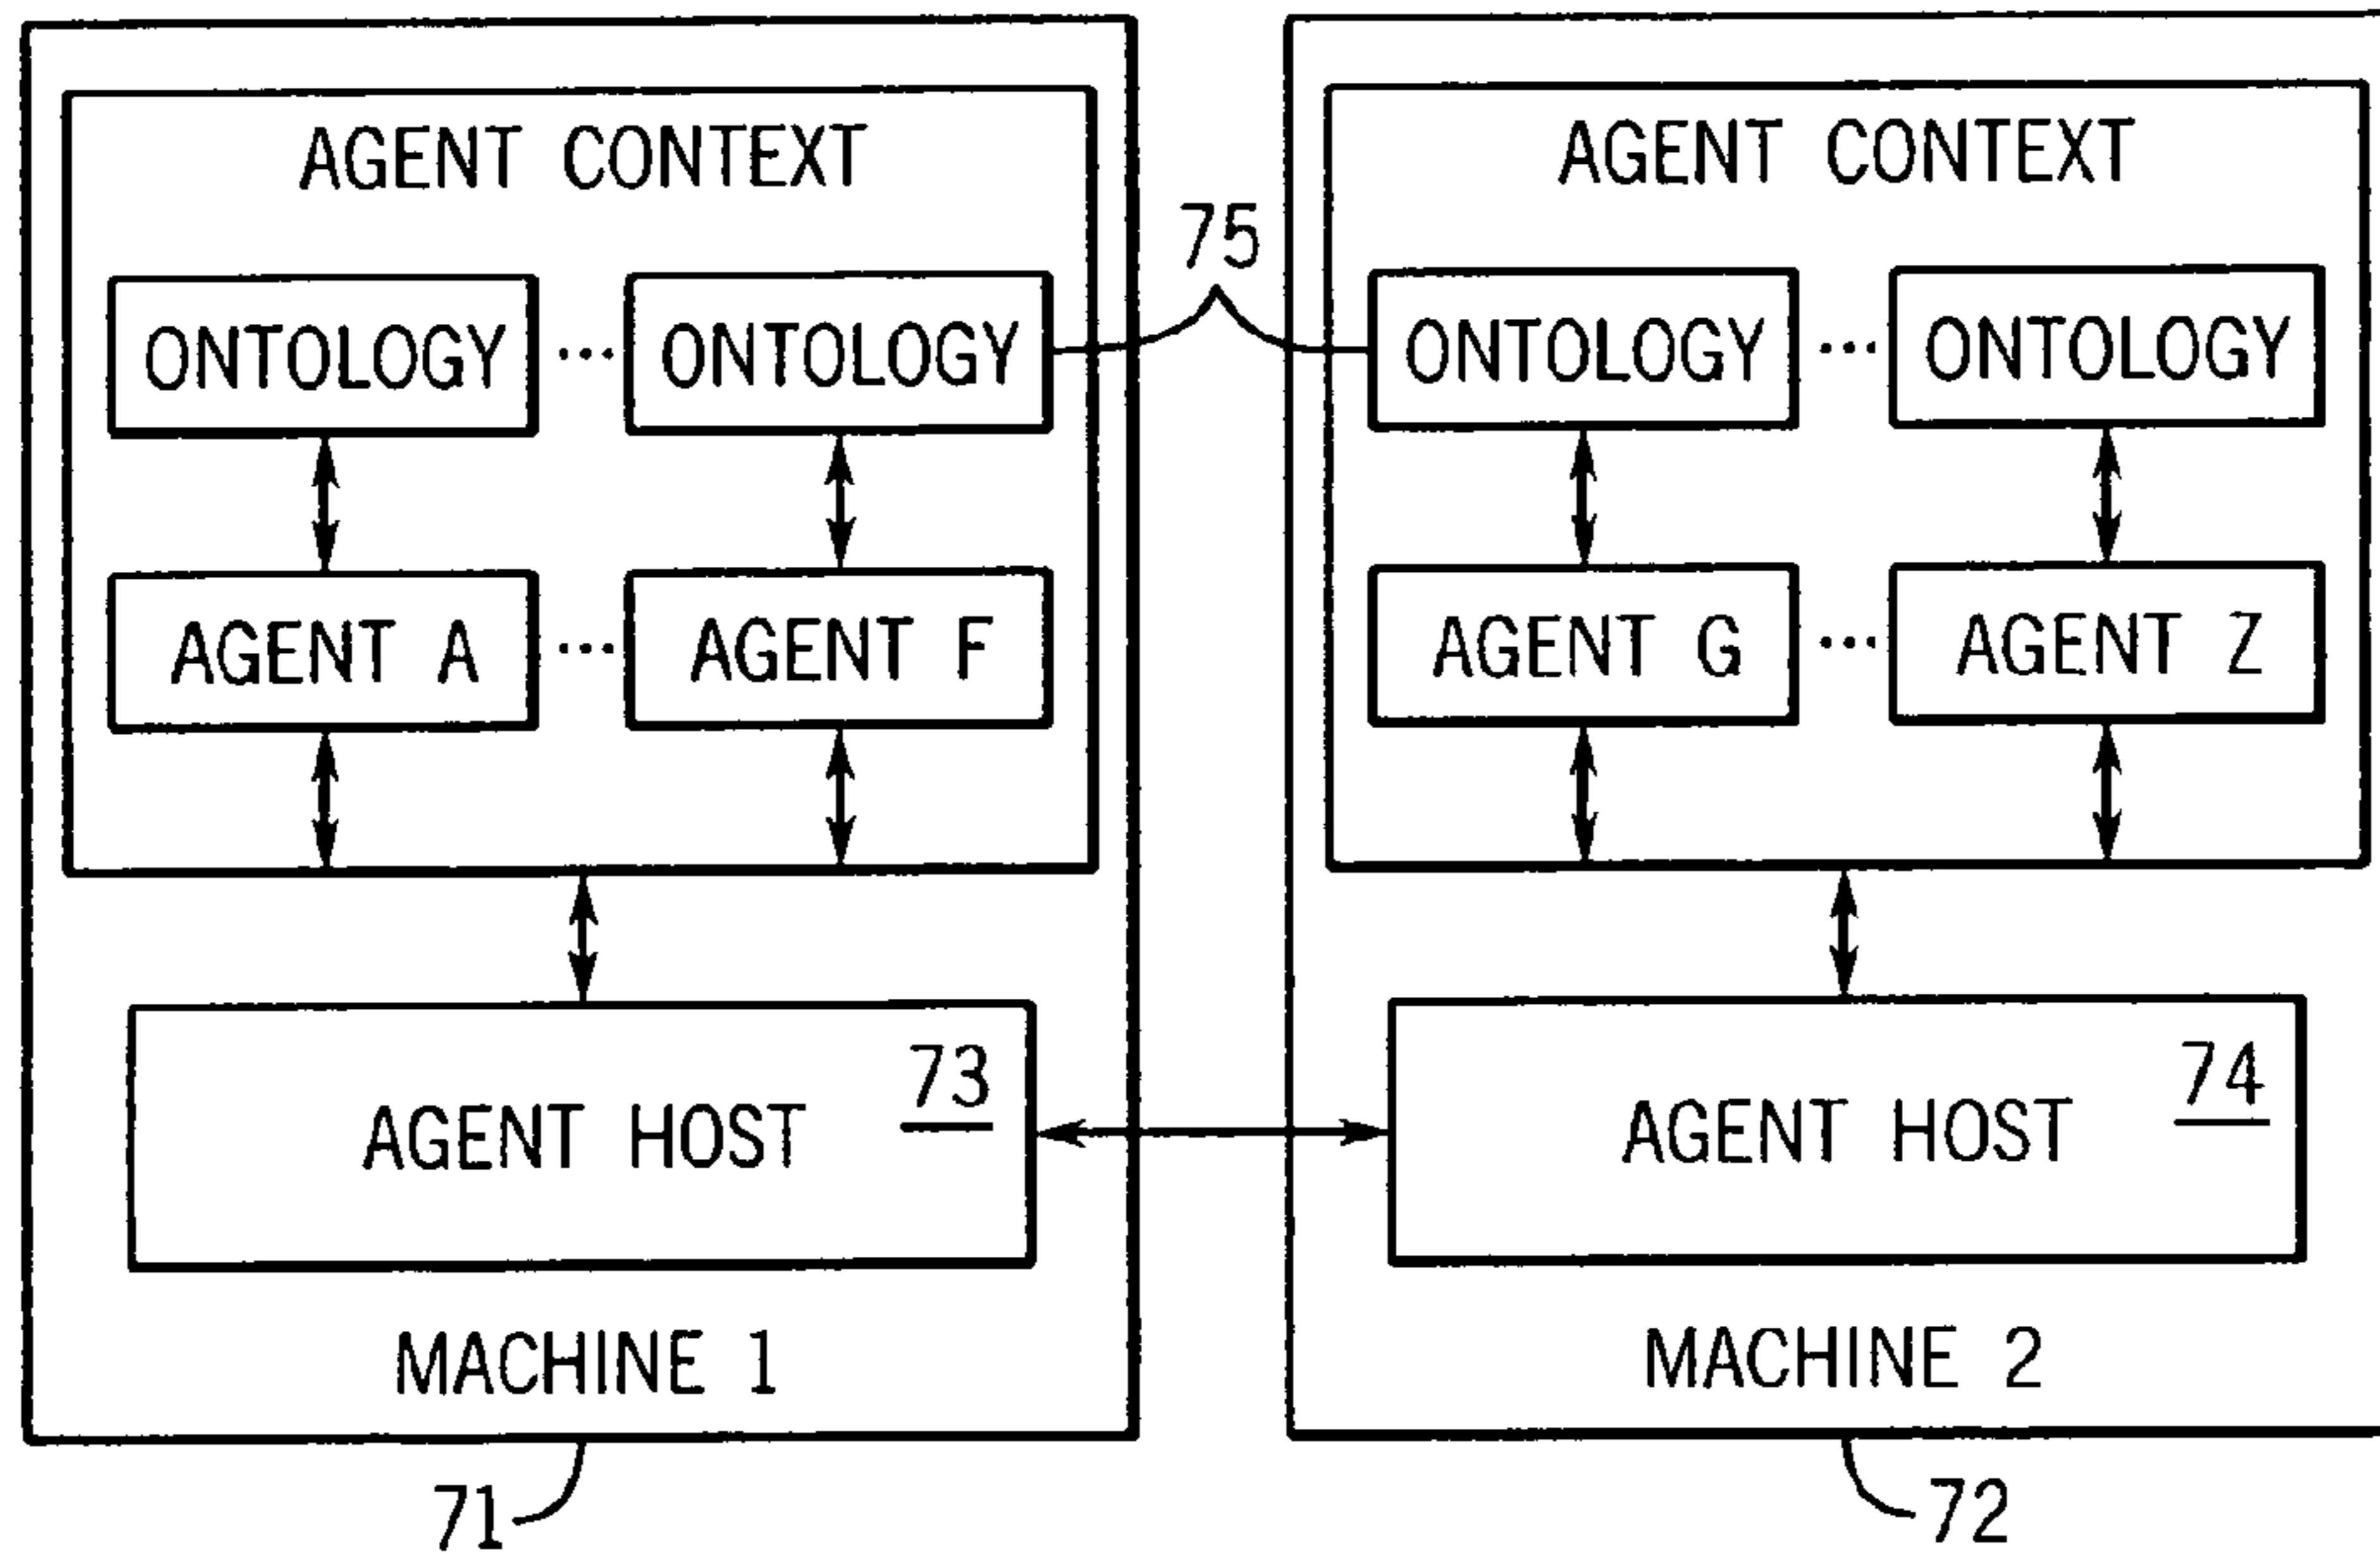 AGENT CONTEXT
ONTOLOGY ... ONTOLOGY
AGENT A ... AGENT F
73
AGENT HOST
MACHINE 1
71
75
AGENT CONTEXT
ONTOLOGY ... ONTOLOGY
AGENT G ... AGENT Z
74
AGENT HOST
MACHINE 2
72